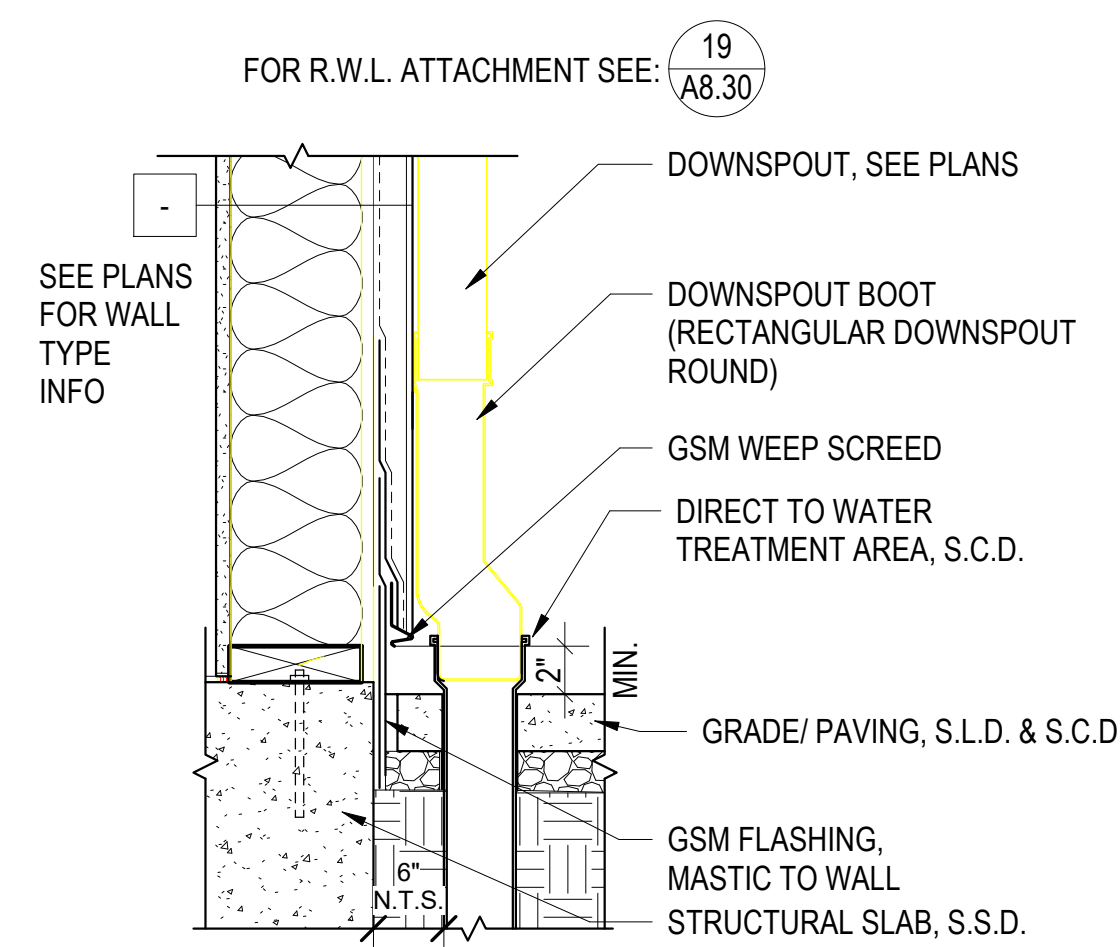 FOR R.W.L. ATTACHMENT SEE:
19
A8.30
DOWNSPOUT, SEE PLANS
-
SEE PLANS
FOR WALL
TYPE
INFO
DOWNSPOUT BOOT
(RECTANGULAR DOWNSPOUT
ROUND)
GSM WEEP SCREED
DIRECT TO WATER
TREATMENT AREA, S.C.D.
2"
MIN.
GRADE/ PAVING, S.L.D. & S.C.D
GSM FLASHING,
MASTIC TO WALL
6"
N.T.S.
STRUCTURAL SLAB, S.S.D.